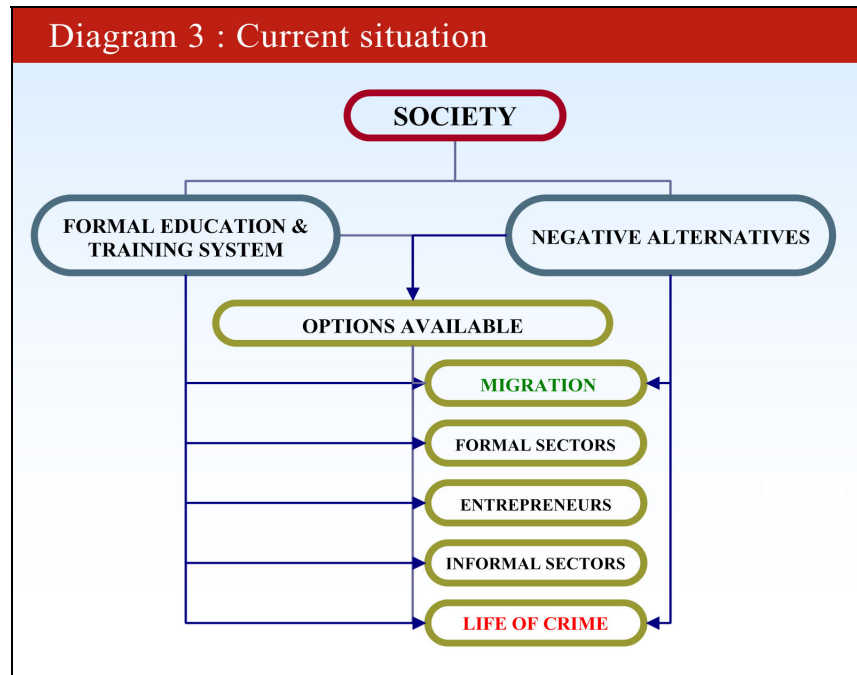 Diagram 3 : Current situation
SOCIETY
FORMAL EDUCATION &
TRAINING SYSTEM
NEGATIVE ALTERNATIVES
OPTIONS AVAILABLE
MIGRATION
FORMAL SECTORS
ENTREPRENEURS
INFORMAL SECTORS
LIFE OF CRIME